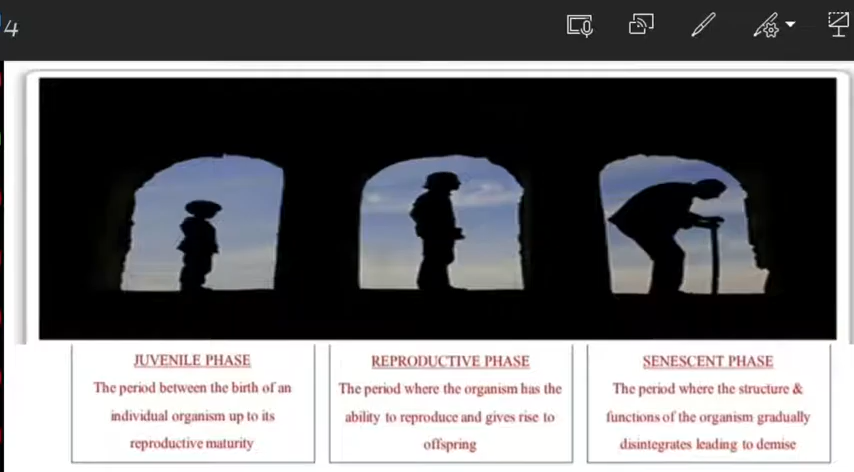 4
JUVENILE PHASE
The period between the birth of an
individual organism up to its
reproductive maturity
REPRODUCTIVE PHASE
The period where the organism has the
ability to reproduce and gives rise to
offspring
SENESCENT PHASE
The period where the structure &
functions of the organism gradually
disintegrates leading to demise